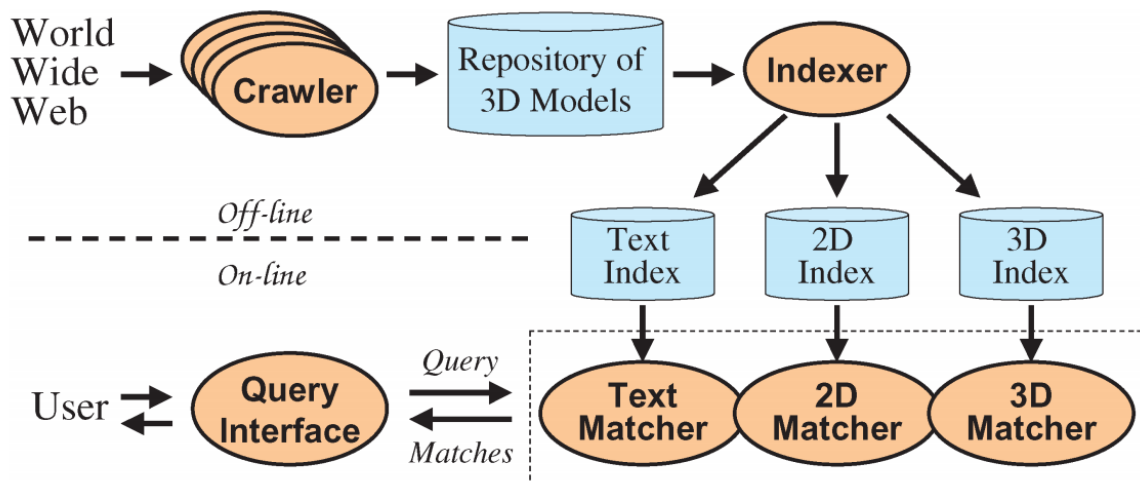 World
Wide
Web
Crawler
Repository of
3D Models
Indexer
Off-line
On-line
Text
Index
2D
Index
3D
Index
User
Query
Interface
Query
Matches
Text
Matcher
2D
Matcher
3D
Matcher